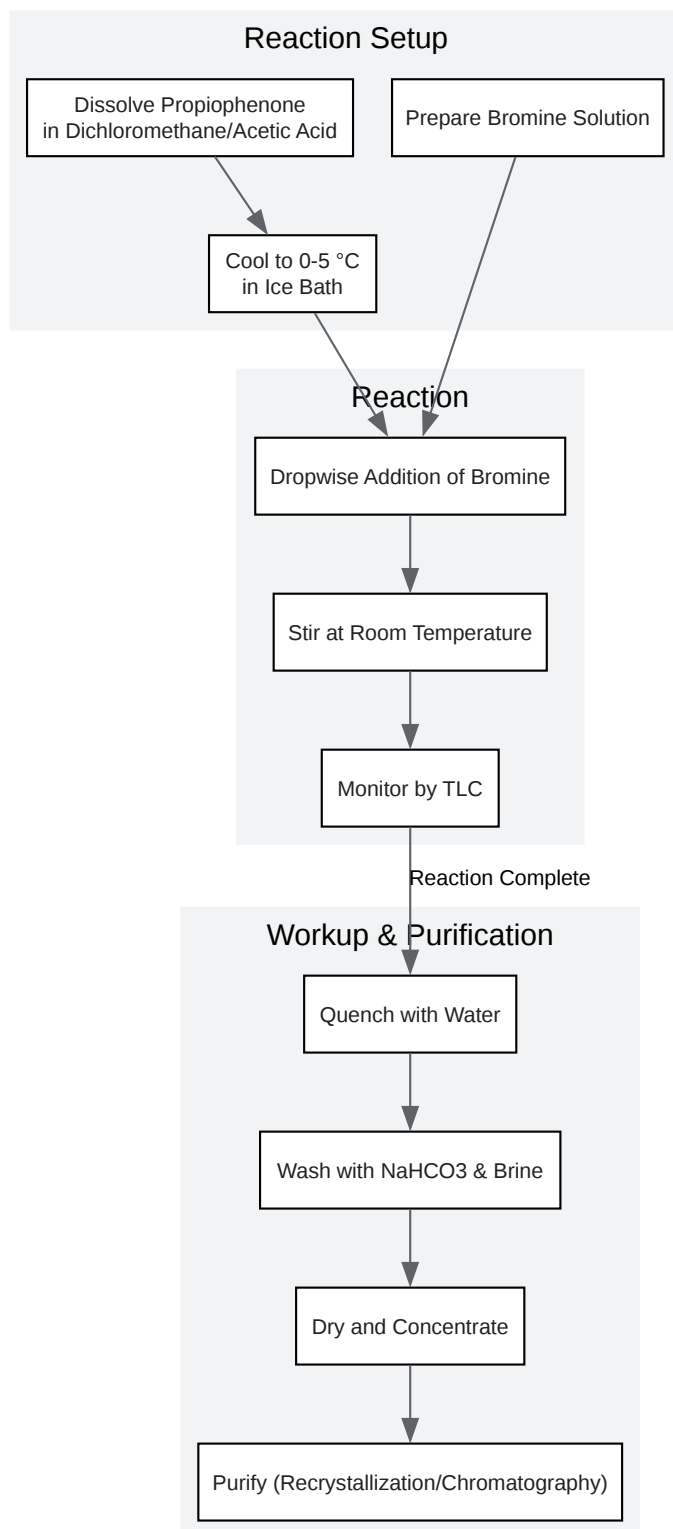 Reaction Setup
Dissolve Propiophenone
in Dichloromethane/Acetic Acid
Prepare Bromine Solution
Cool to 0-5 °C
in Ice Bath
Reaction
Dropwise Addition of Bromine
Stir at Room Temperature
Monitor by TLC
Reaction Complete
Workup & Purification
Quench with Water
Wash with NaHCO3 & Brine
Dry and Concentrate
Purify (Recrystallization/Chromatography)